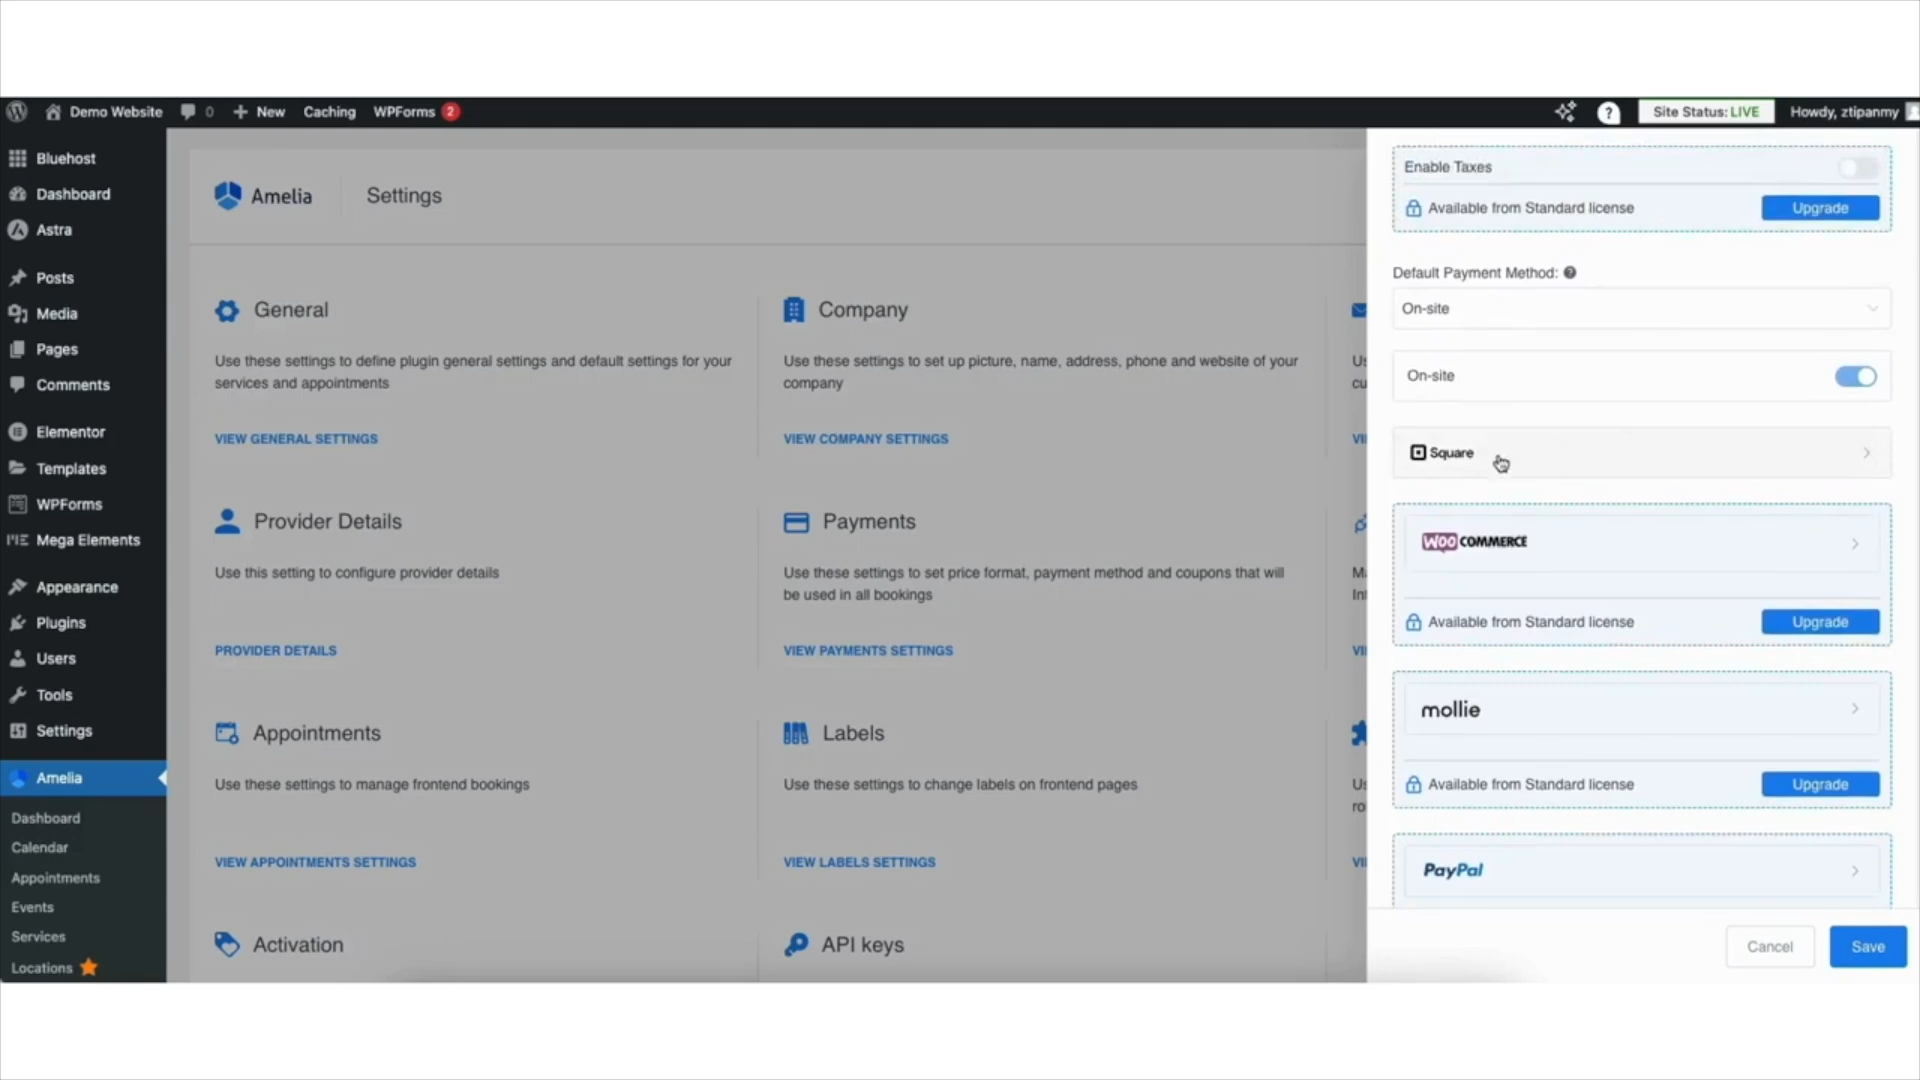 Demo Website
0
New
Caching
WPForms 2
?
Site Status: LIVE
Howdy, ztipanmy
Bluehost
Dashboard
Astra
Posts
Media
Pages
Comments
Elementor
Templates
WPForms
Mega Elements
Appearance
Plugins
Users
Tools
Settings
Amelia
Dashboard
Calendar
Appointments
Events
Services
Locations
Amelia
Settings
General
Use these settings to define plugin general settings and default settings for your
services and appointments
VIEW GENERAL SETTINGS
Company
Use these settings to set up picture, name, address, phone and website of your
company
VIEW COMPANY SETTINGS
Provider Details
Use this setting to configure provider details
PROVIDER DETAILS
Payments
Use these settings to set price format, payment method and coupons that will
be used in all bookings
VIEW PAYMENTS SETTINGS
Appointments
Use these settings to manage frontend bookings
VIEW APPOINTMENTS SETTINGS
Labels
Use these settings to change labels on frontend pages
VIEW LABELS SETTINGS
Activation
API keys
Enable Taxes
Available from Standard license
Upgrade
Default Payment Method: ?
On-site
On-site
Square
WOO COMMERCE
Available from Standard license
Upgrade
mollie
Available from Standard license
Upgrade
PayPal
Cancel
Save